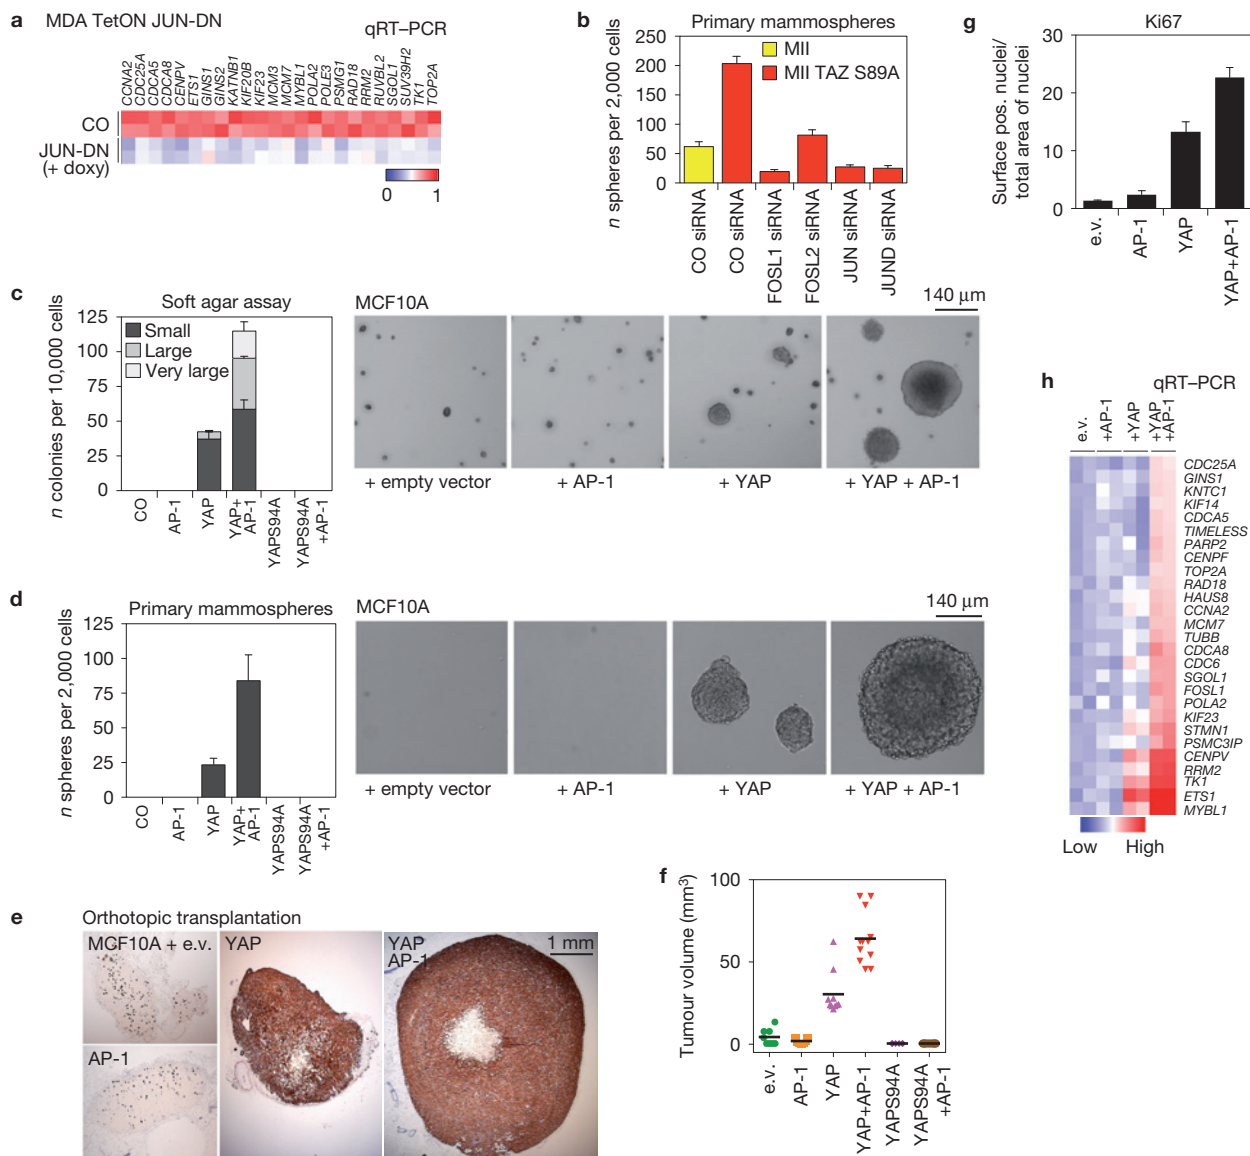 a MDA TetON JUN-DN
qRT–PCR
CCNA2
CDC25A
CDCA5
CDCA8
CENPV
ETS1
GINS1
GINS2
KATNB1
KIF20B
KIF23
MCM3
MCM7
MYBL1
POLA2
POLE3
PSMG1
RAD18
RRM2
RUVBL2
SGOL1
SUV39H2
TK1
TOP2A
CO
JUN-DN
(+ doxy)
0 1
b Primary mammospheres
n spheres per 2,000 cells
250
200
150
100
50
0
MII
MII TAZ S89A
CO siRNA
CO siRNA
FOSL1 siRNA
FOSL2 siRNA
JUN siRNA
JUND siRNA
g Ki67
Surface pos. nuclei/
total area of nuclei
30
20
10
0
e.v.
AP-1
YAP
YAP+AP-1
c Soft agar assay
n colonies per 10,000 cells
125
100
75
50
25
0
Small
Large
Very large
CO
AP-1
YAP
YAP+
AP-1
YAPS94A
YAPS94A
+AP-1
MCF10A
140 µm
+ empty vector
+ AP-1
+ YAP
+ YAP + AP-1
d Primary mammospheres
n spheres per 2,000 cells
125
100
75
50
25
0
CO
AP-1
YAP
YAP+
AP-1
YAPS94A
YAPS94A
+AP-1
MCF10A
140 µm
+ empty vector
+ AP-1
+ YAP
+ YAP + AP-1
h qRT–PCR
e.v.
+AP-1
+YAP
+YAP
+AP-1
CDC25A
GINS1
KNTC1
KIF14
CDCA5
TIMELESS
PARP2
CENPF
TOP2A
RAD18
HAUS8
CCNA2
MCM7
TUBB
CDCA8
CDC6
SGOL1
FOSL1
POLA2
KIF23
STMN1
PSMC3IP
CENPV
RRM2
TK1
ETS1
MYBL1
Low High
e Orthotopic transplantation
MCF10A + e.v.
AP-1
YAP
YAP
AP-1
1 mm
f
Tumour volume (mm³)
100
50
0
e.v.
AP-1
YAP
YAP+AP-1
YAPS94A
YAPS94A
+AP-1